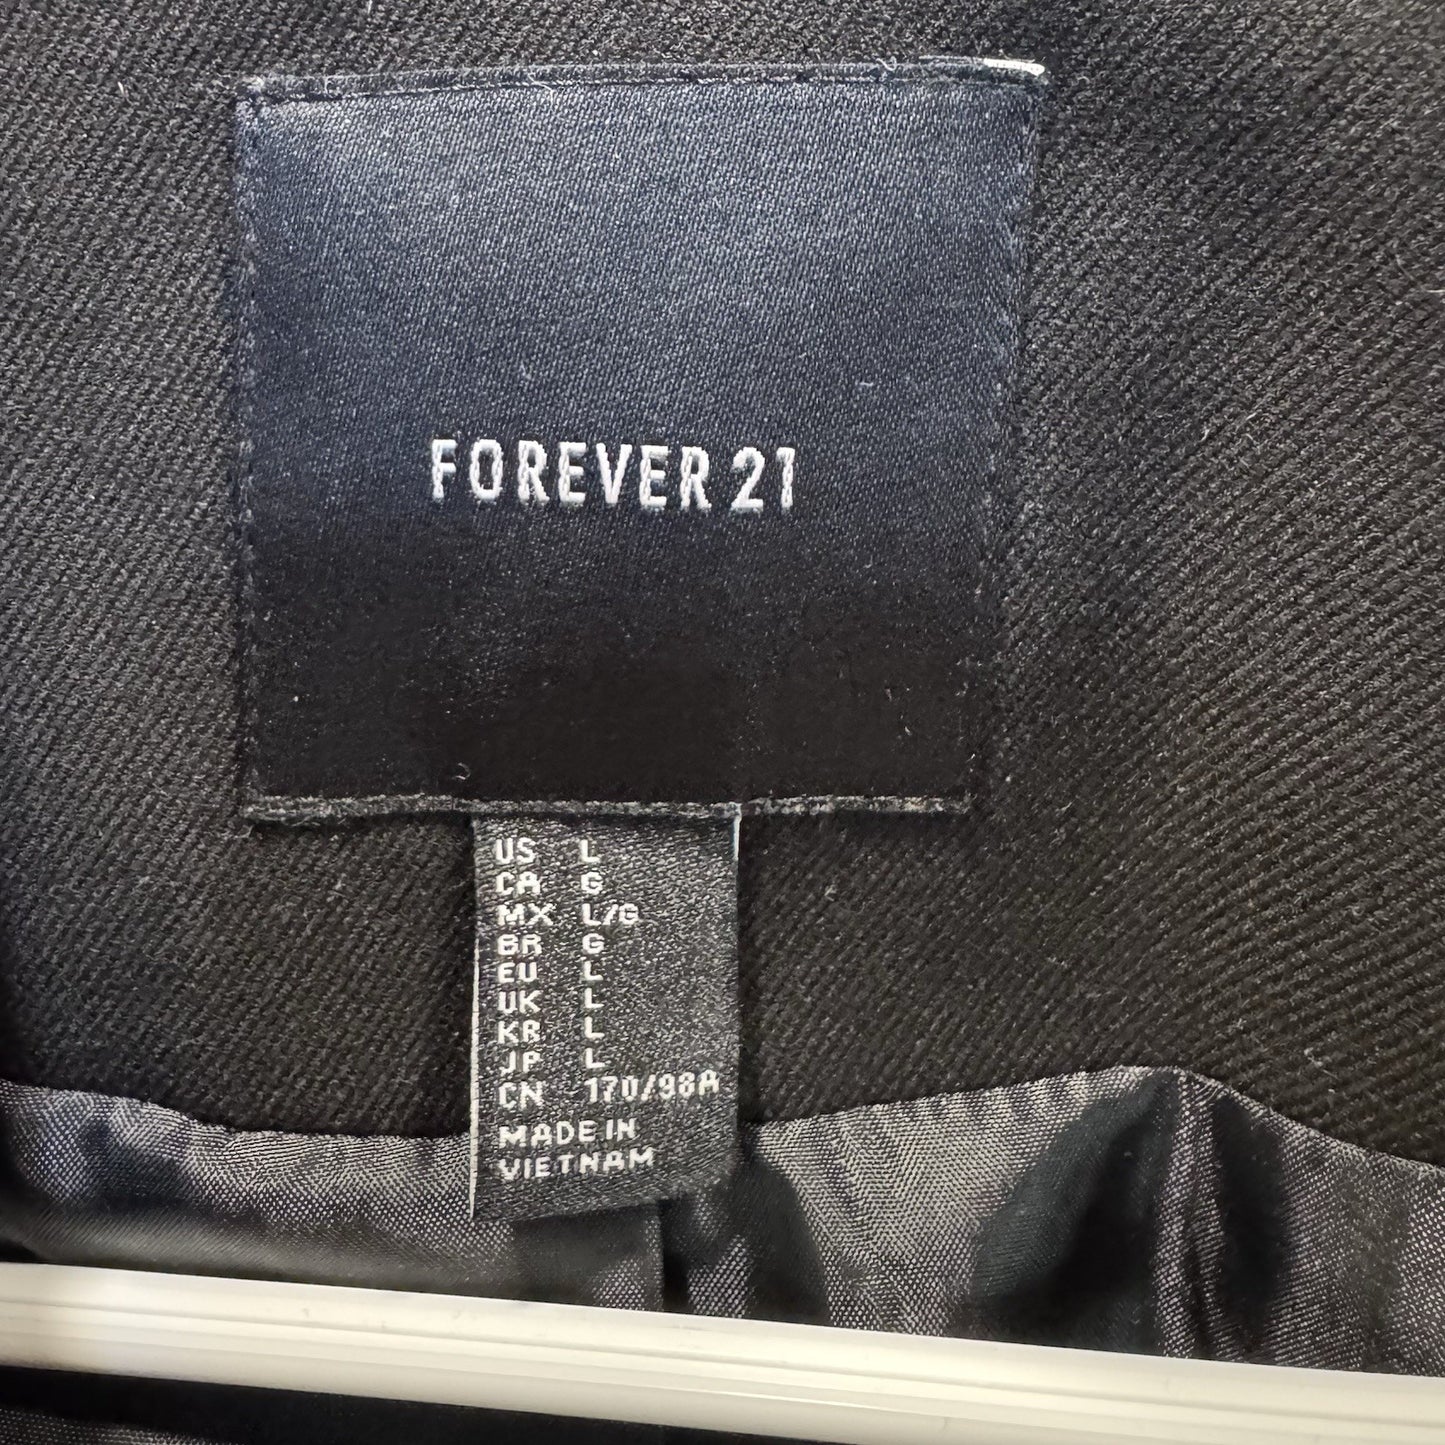 FOREVER 21
US L
CA G
MX L/G
BR G
EU L
UK L
KR L
JP L
CN 170/98A
MADE IN
VIETNAM